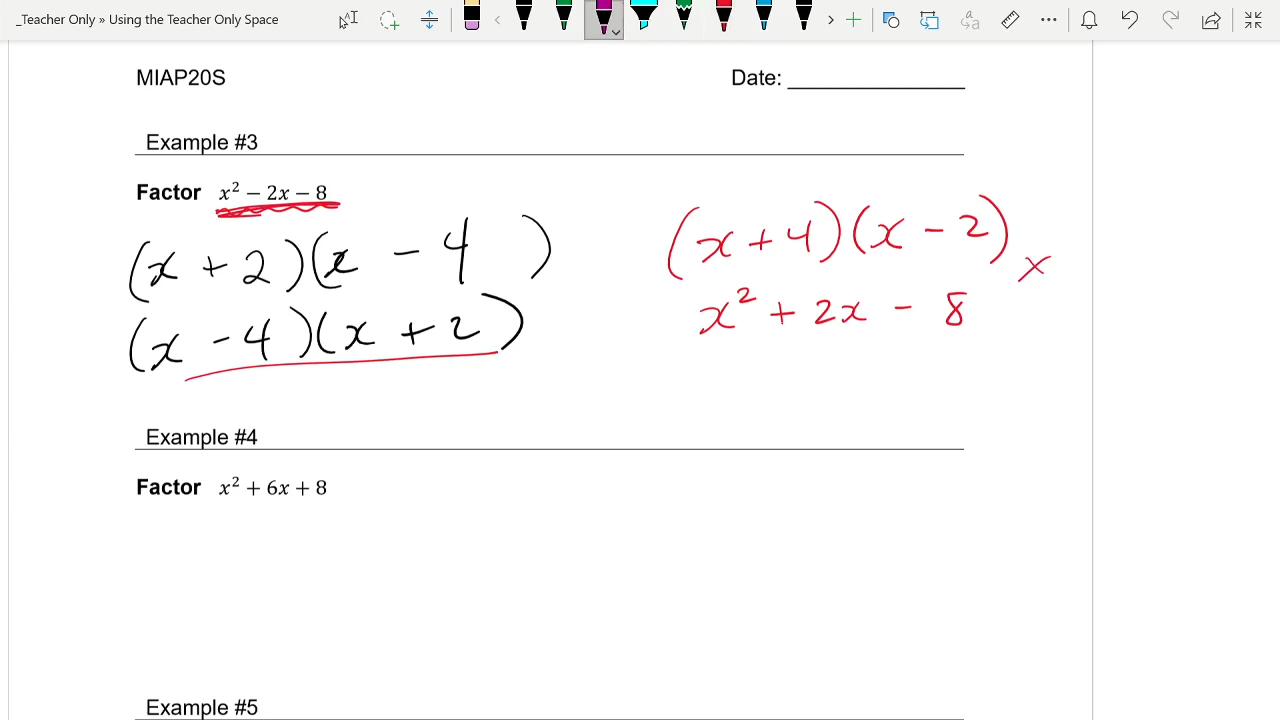 _Teacher Only » Using the Teacher Only Space
MIAP20S Date: ________________
Example #3
Factor x² − 2x − 8
(x + 2)(x − 4)
(x − 4)(x + 2)
(x + 4)(x − 2) ×
x² + 2x − 8
Example #4
Factor x² + 6x + 8
Example #5